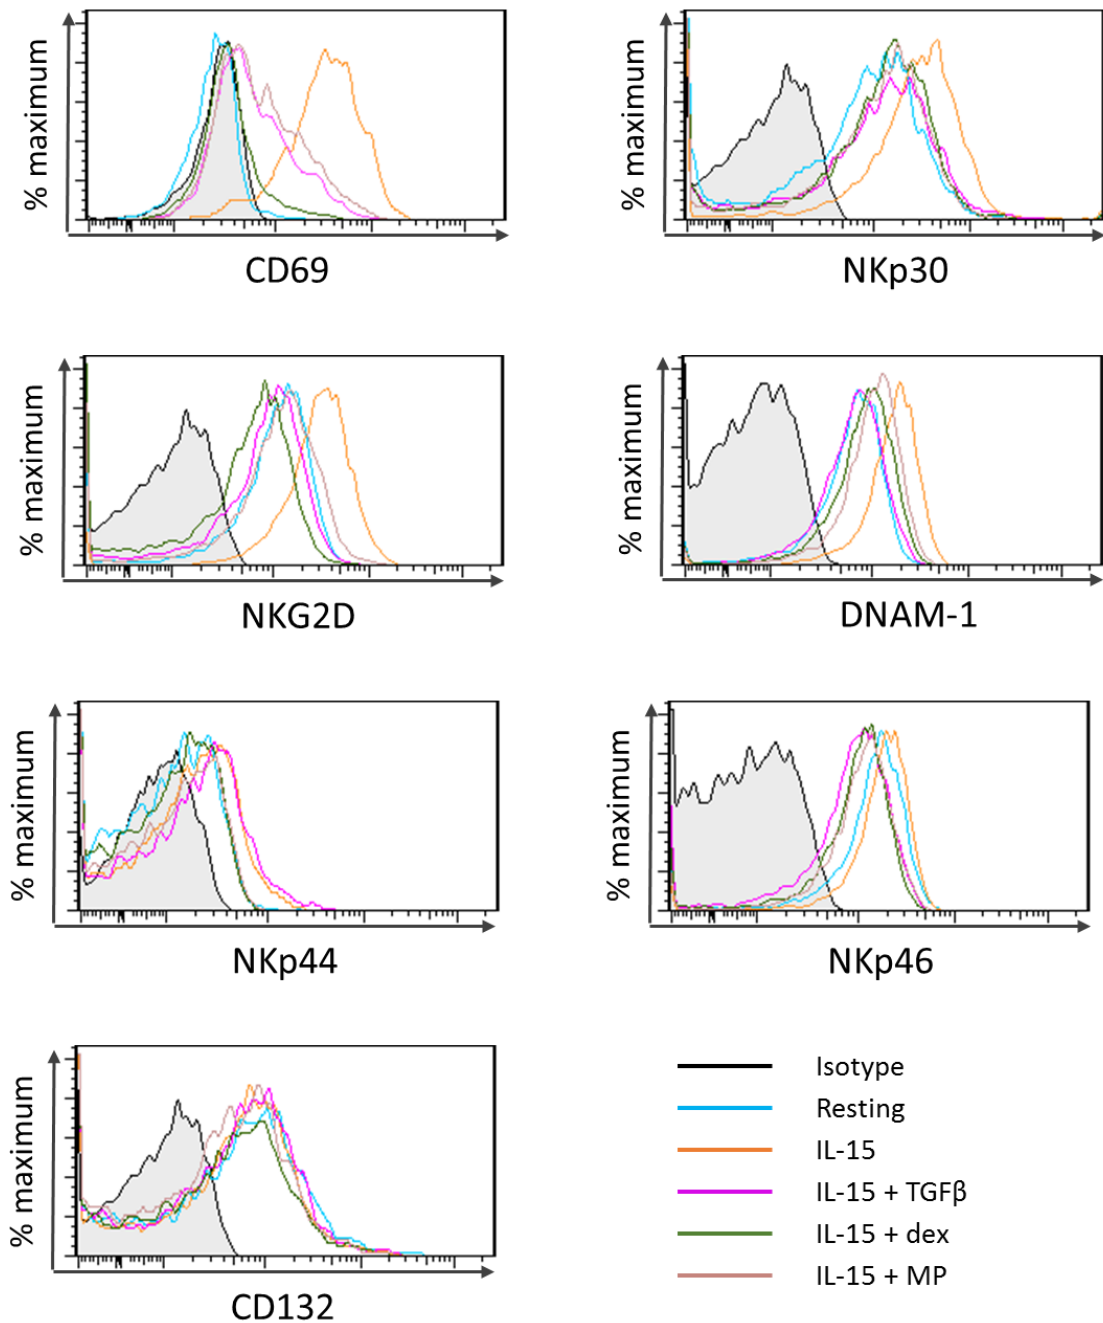 % maximum
CD69
% maximum
NKp30
% maximum
NKG2D
% maximum
DNAM-1
% maximum
NKp44
% maximum
NKp46
% maximum
CD132
Isotype
Resting
IL-15
IL-15 + TGFβ
IL-15 + dex
IL-15 + MP